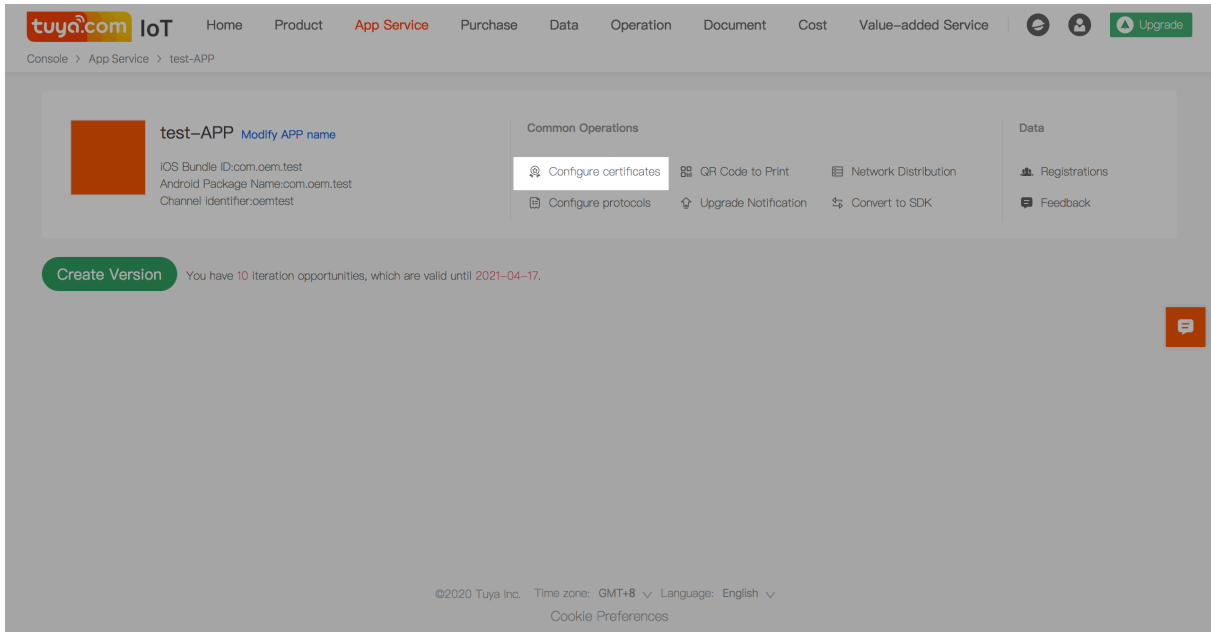 tuya.com IoT Home Product App Service Purchase Data Operation Document Cost Value-added Service Upgrade
Console > App Service > test-APP
test-APP Modify APP name
iOS Bundle ID:com.oem.test
Android Package Name:com.oem.test
Channel identifier:oemtest
Common Operations
Configure certificates QR Code to Print Network Distribution
Configure protocols Upgrade Notification Convert to SDK
Data
Registrations
Feedback
Create Version You have 10 iteration opportunities, which are valid until 2021-04-17.
©2020 Tuya Inc. Time zone: GMT+8 Language: English
Cookie Preferences